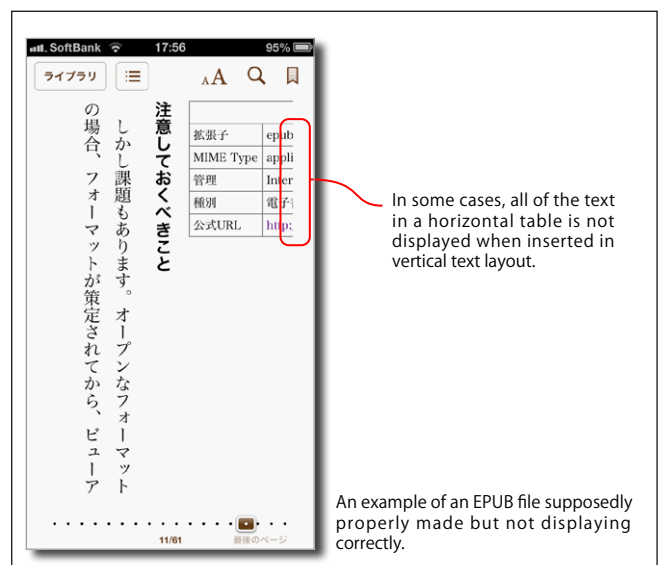 SoftBank 17:56 95%
ライブラリ
AA
拡張子 epub
MIME Type appli
管理 Inter
種別 電子
公式URL http:
注意しておくべきこと
しかし課題もあります。オープンなフォーマット
の場合、フォーマットが策定されてから、ビューア
11/61
最後のページ
In some cases, all of the text
in a horizontal table is not
displayed when inserted in
vertical text layout.
An example of an EPUB file supposedly
properly made but not displaying
correctly.